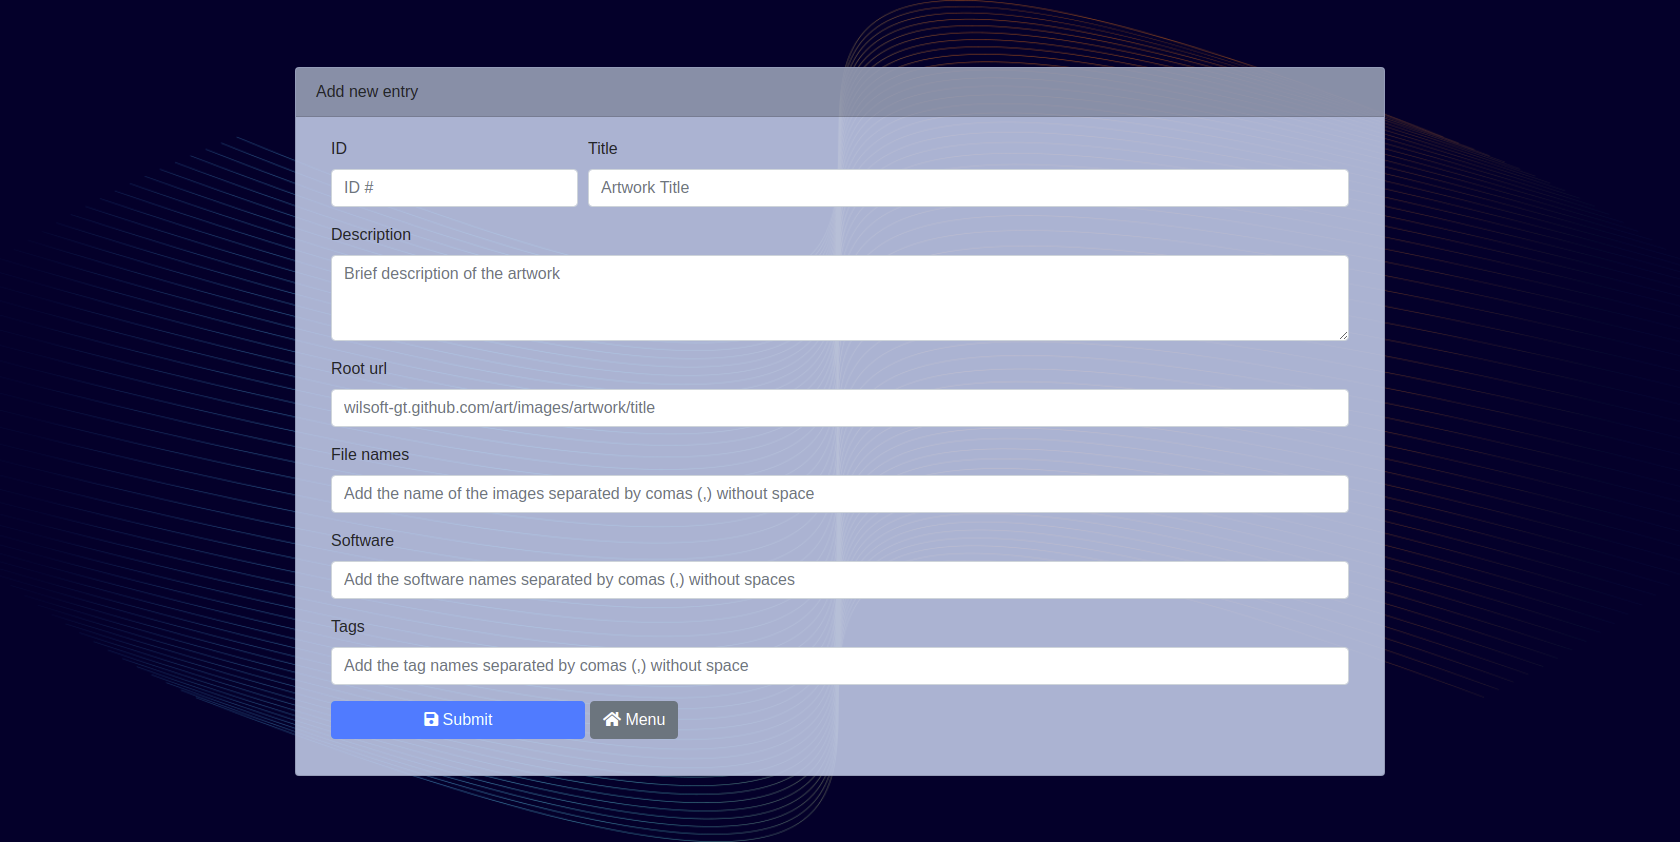 Add new entry
ID
Title
ID #
Artwork Title
Description
Brief description of the artwork
Root url
wilsoft-gt.github.com/art/images/artwork/title
File names
Add the name of the images separated by comas (,) without space
Software
Add the software names separated by comas (,) without spaces
Tags
Add the tag names separated by comas (,) without space
Submit
Menu